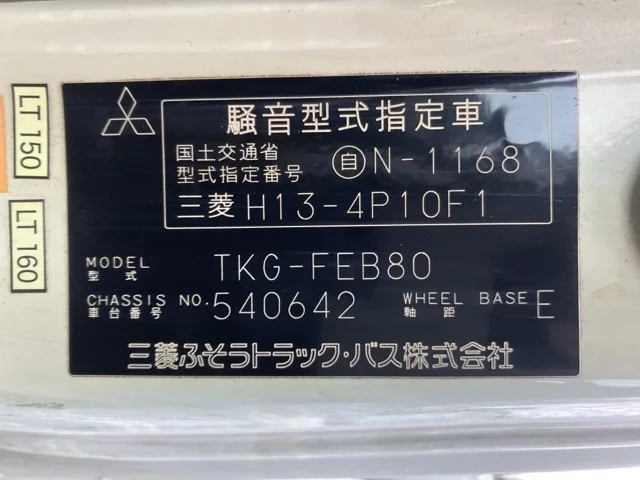 LT 150
LT 160
騒音型式指定車
国土交通省
型式指定番号 自N-1168
三菱 H13-4P10F1
MODEL
型式 TKG-FEB80
CHASSIS NO.
車台番号 540642
WHEEL BASE
軸距 E
三菱ふそうトラック・バス株式会社